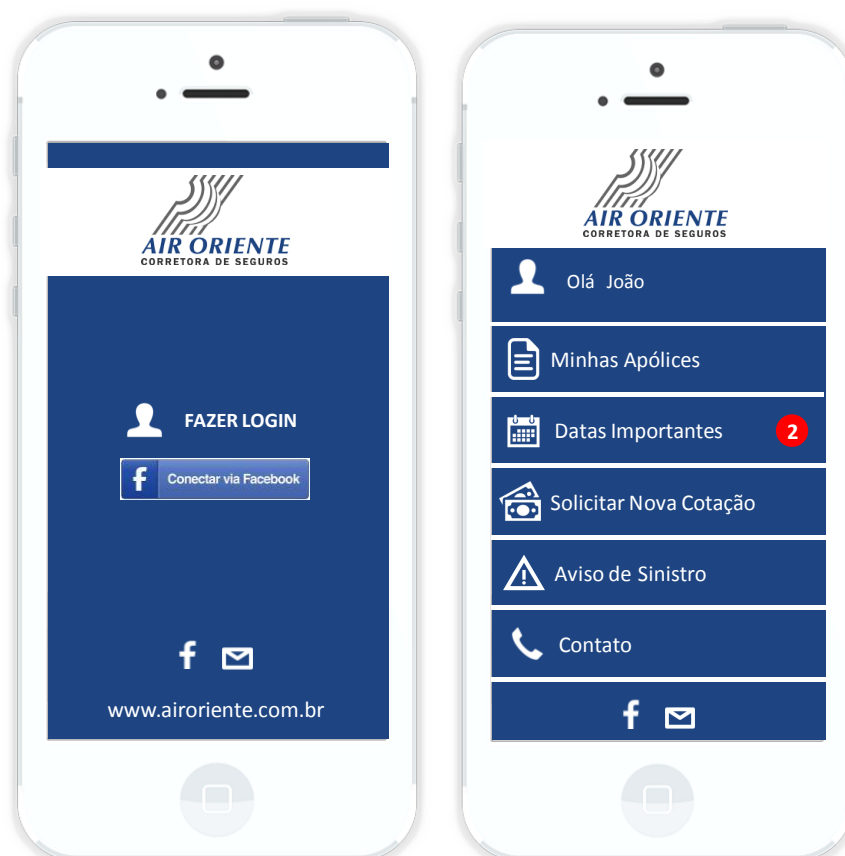 AIR ORIENTE
CORRETORA DE SEGUROS
FAZER LOGIN
f Conectar via Facebook
f
www.airoriente.com.br
AIR ORIENTE
CORRETORA DE SEGUROS
Olá João
Minhas Apólices
Datas Importantes 2
Solicitar Nova Cotação
Aviso de Sinistro
Contato
f